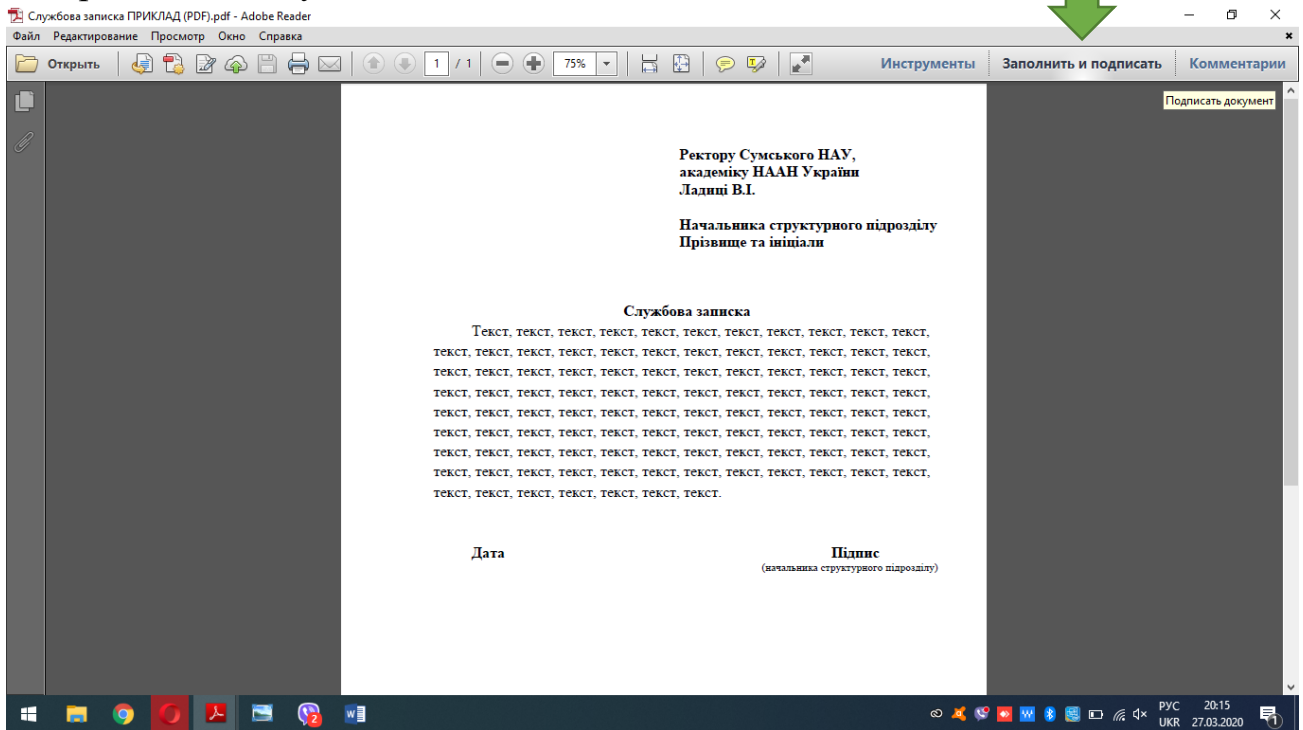 Службова записка ПРИКЛАД (PDF).pdf - Adobe Reader
Файл Редактирование Просмотр Окно Справка
Открыть 1 / 1 75% Инструменты Заполнить и подписать Комментарии
Подписать документ
Ректору Сумського НАУ,
академіку НААН України
Ладиці В.І.
Начальника структурного підрозділу
Прізвище та ініціали
Службова записка
Текст, текст, текст, текст, текст, текст, текст, текст, текст, текст, текст,
текст, текст, текст, текст, текст, текст, текст, текст, текст, текст, текст, текст,
текст, текст, текст, текст, текст, текст, текст, текст, текст, текст, текст, текст,
текст, текст, текст, текст, текст, текст, текст, текст, текст, текст, текст, текст,
текст, текст, текст, текст, текст, текст, текст, текст, текст, текст, текст, текст,
текст, текст, текст, текст, текст, текст, текст, текст, текст, текст, текст, текст,
текст, текст, текст, текст, текст, текст, текст, текст, текст, текст, текст, текст,
текст, текст, текст, текст, текст, текст, текст, текст, текст, текст, текст, текст,
текст, текст, текст, текст, текст, текст, текст.
Дата Підпис
(начальника структурного підрозділу)
РУС 20:15
UKR 27.03.2020